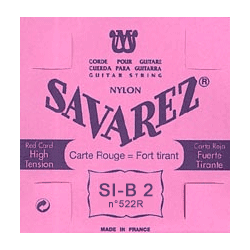 CORDE POUR GUITARE
CUERDA PARA GUITARRA
GUITAR STRING
NYLON
SAVAREZ®
Red Cord
High
Tension
Carte Rouge = Fort tirant
Carta Roja
Fuerte
Tirante
SI-B 2
n°522R
MADE IN FRANCE